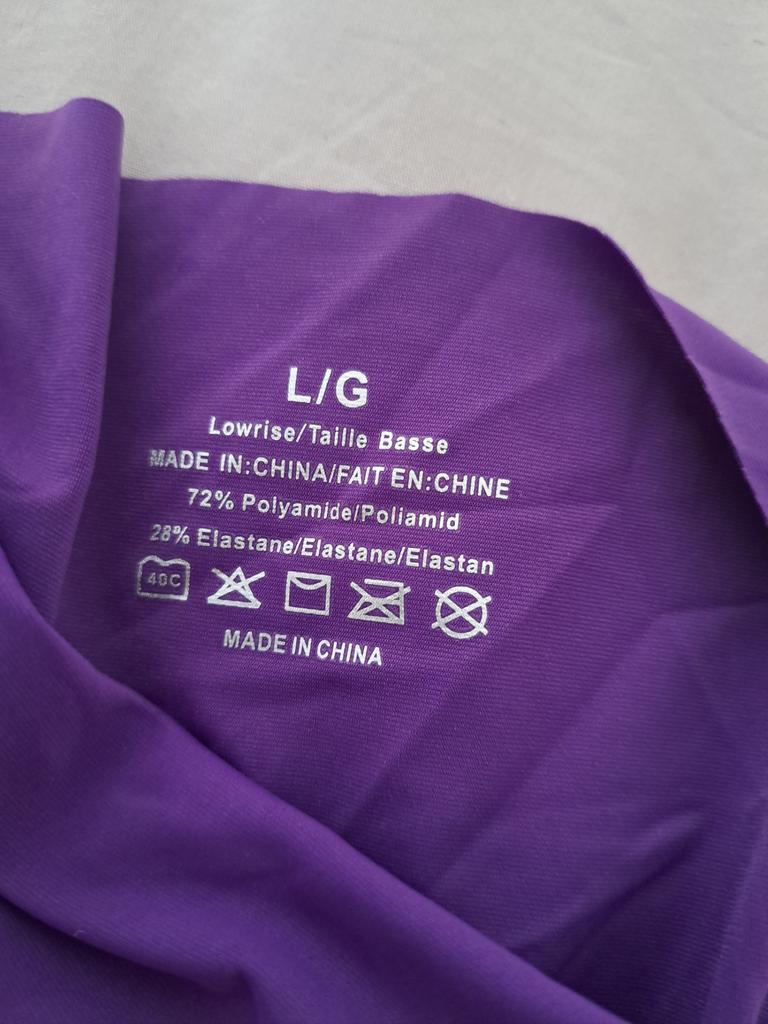 L/G
Lowrise/Taille Basse
MADE IN:CHINA/FAIT EN:CHINE
72% Polyamide/Poliamid
28% Elastane/Elastane/Elastan
40C
MADE IN CHINA